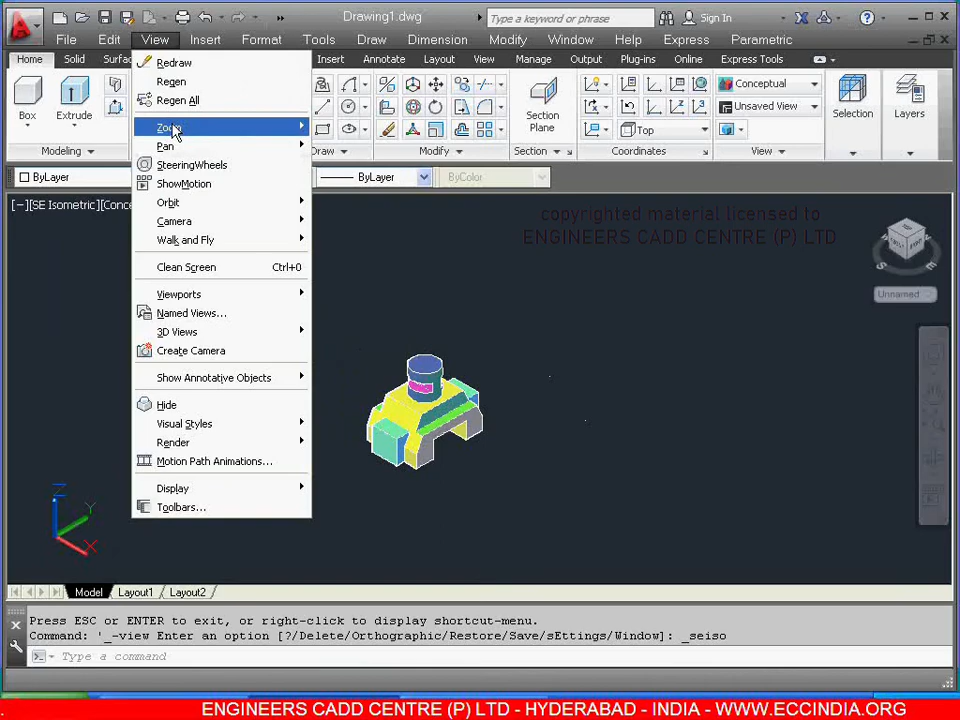 Drawing1.dwg
Type a keyword or phrase
Sign In
File Edit View Insert Format Tools Draw Dimension Modify Window Help Express Parametric
Home Solid Insert Annotate Layout View Manage Output Plug-ins Online Express Tools
Box
Extrude
Modeling
Draw
Modify
Section
Plane
Section
Top
Coordinates
Conceptual
Unsaved View
View
Selection
Layers
ByLayer
ByLayer
ByColor
Redraw
Regen
Regen All
Pan
SteeringWheels
ShowMotion
Orbit
Camera
Walk and Fly
Clean Screen Ctrl+0
Viewports
Named Views...
3D Views
Create Camera
Show Annotative Objects
Hide
Visual Styles
Render
Motion Path Animations...
Display
Toolbars...
copyrighted material licensed to
ENGINEERS CADD CENTRE (P) LTD
Unnamed
Z
Y
X
Model Layout1 Layout2
Press ESC or ENTER to exit, or right-click to display shortcut-menu.
Command: '_-view Enter an option [?/Delete/Orthographic/Restore/Save/sEttings/Window]: _seiso
Type a command
ENGINEERS CADD CENTRE (P) LTD - HYDERABAD - INDIA - WWW.ECCINDIA.ORG